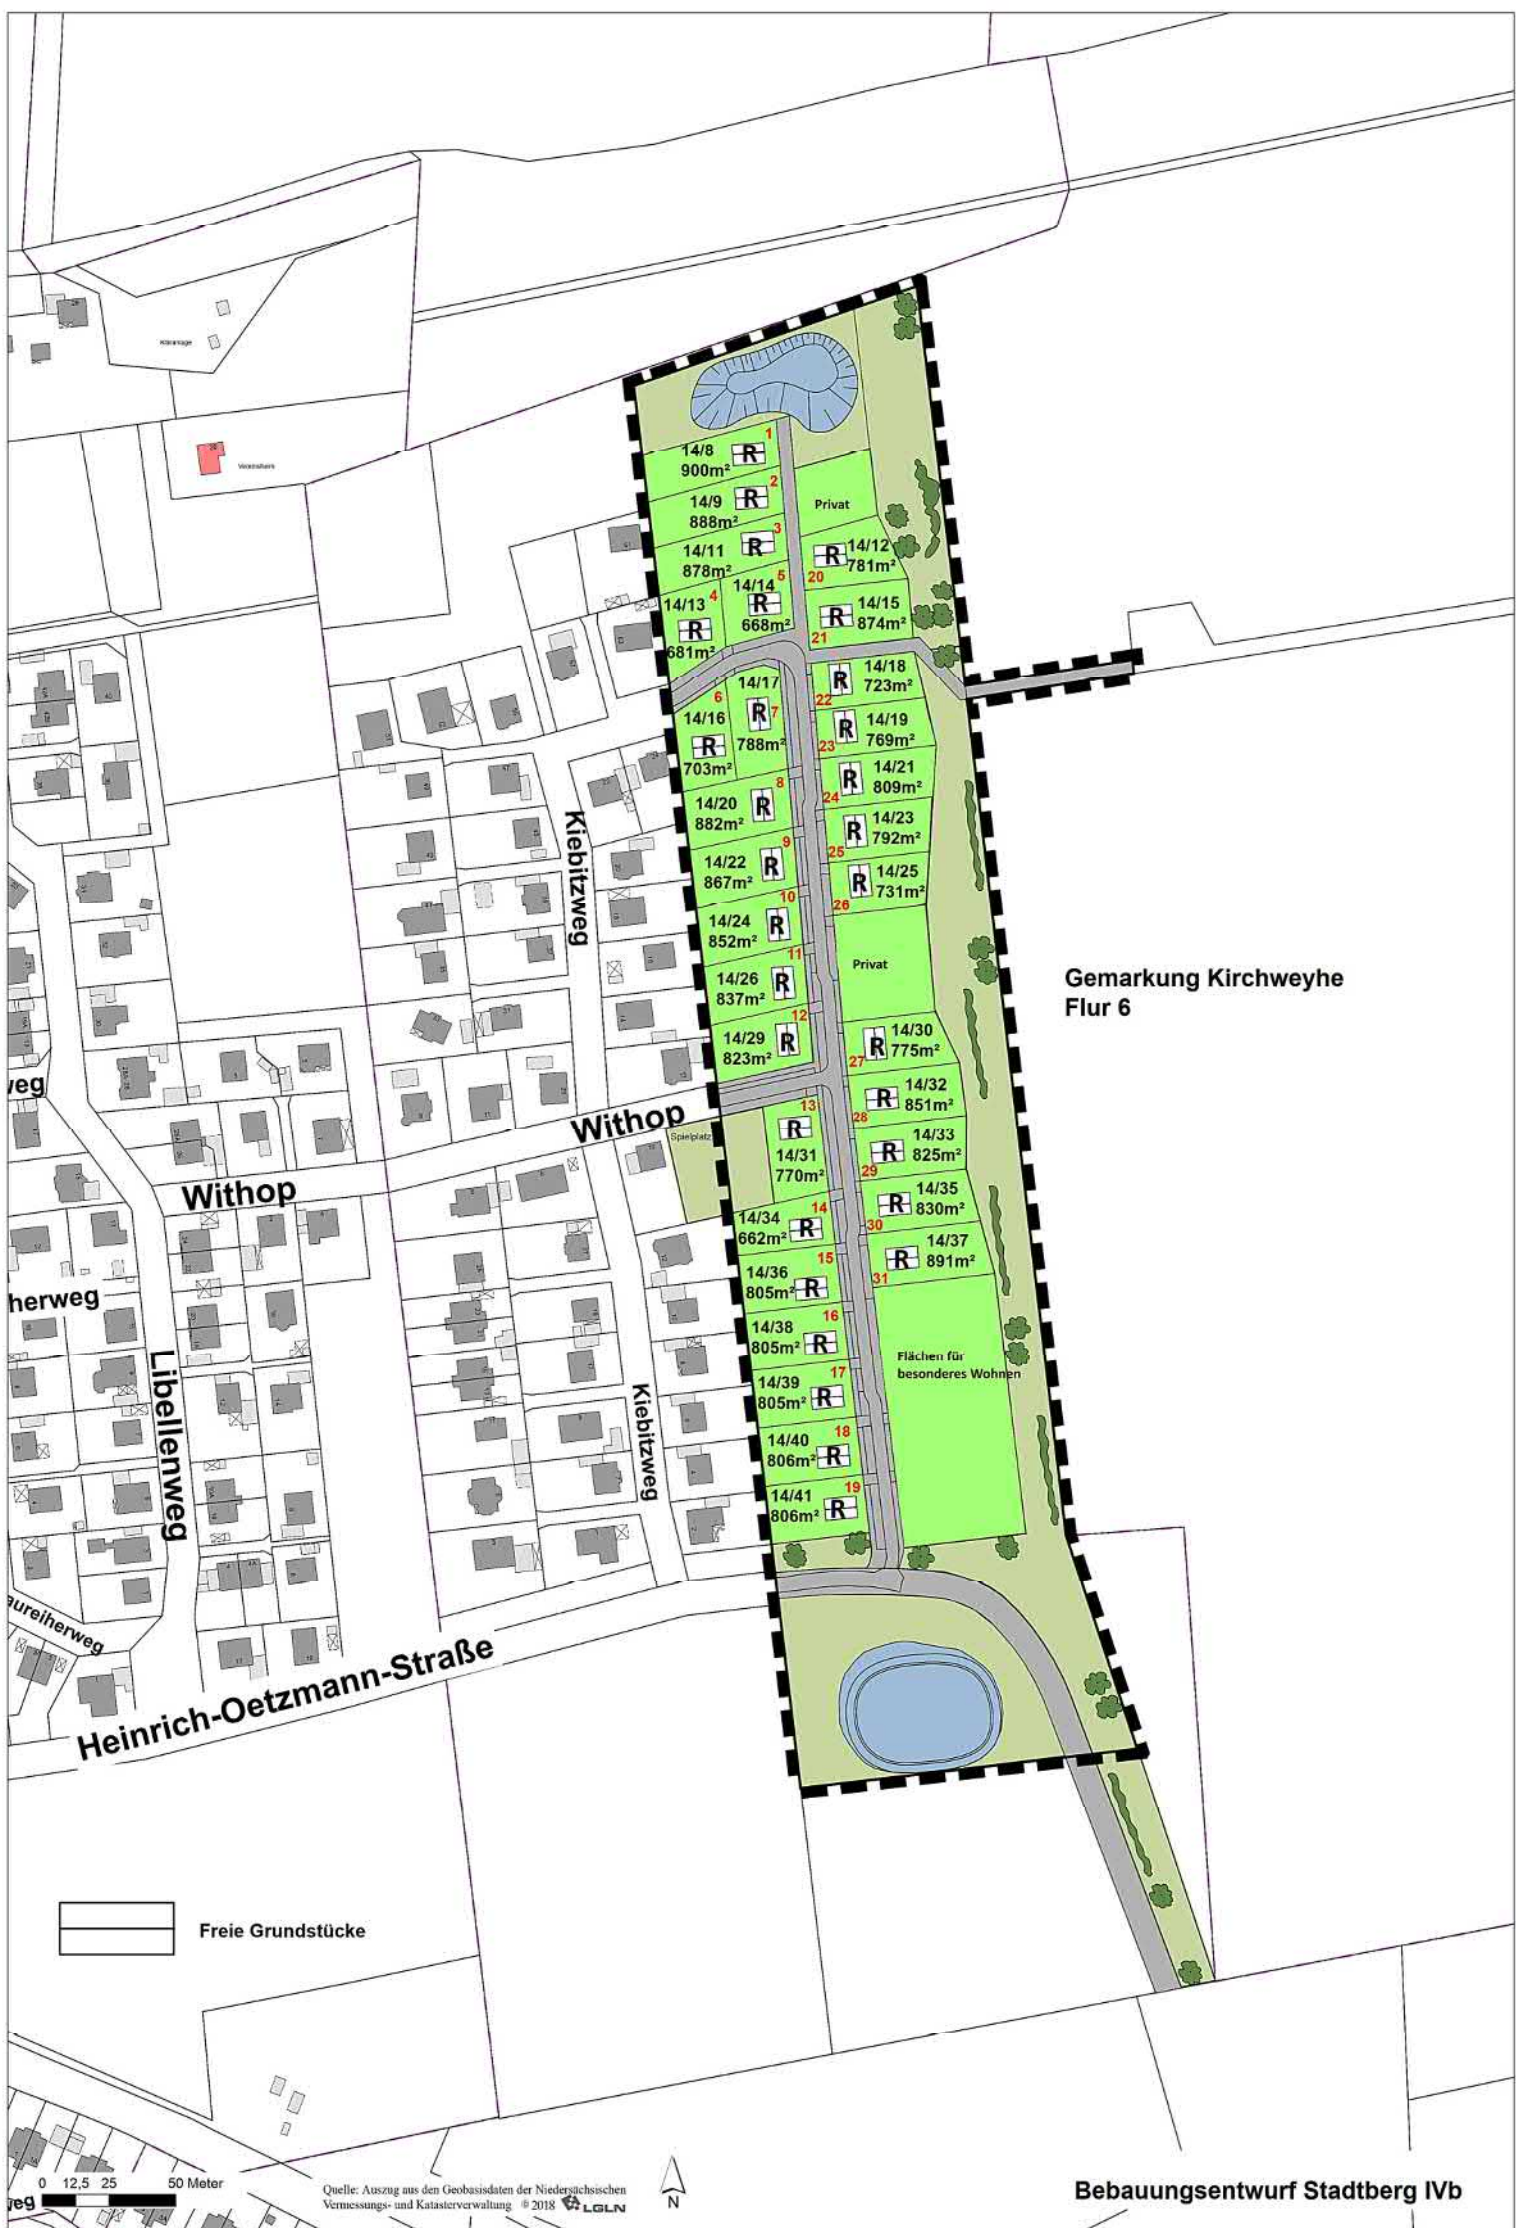 Kläranlage
Vereinsheim
1
14/8
R
900m²
2
14/9
R
888m²
3
14/11
R
878m²
4
14/13
R
681m²
5
14/14
R
668m²
Privat
14/12
R
781m²
20
14/15
R
874m²
21
14/18
R
723m²
22
6
14/16
R
703m²
14/17
R
7
788m²
14/19
R
769m²
23
8
14/20
R
882m²
14/21
R
809m²
24
9
14/22
R
867m²
14/23
R
792m²
25
10
14/24
R
852m²
14/25
R
731m²
26
11
14/26
R
837m²
Privat
12
14/29
R
823m²
14/30
R
775m²
27
14/32
R
851m²
28
13
R
14/31
770m²
14/33
R
825m²
29
14
14/34
R
662m²
14/35
R
830m²
30
15
14/36
R
805m²
14/37
R
891m²
31
16
14/38
R
805m²
17
14/39
R
805m²
18
14/40
R
806m²
19
14/41
R
806m²
Flächen für
besonderes Wohnen
Gemarkung Kirchweyhe
Flur 6
Kiebitzweg
Withop
Spielplatz
Withop
weg
herweg
Libellenweg
Kiebitzweg
aureiherweg
Heinrich-Oetzmann-Straße
Freie Grundstücke
weg
0 12,5 25 50 Meter
Quelle: Auszug aus den Geobasisdaten der Niedersächsischen
Vermessungs- und Katasterverwaltung © 2018 LGLN
N
Bebauungsentwurf Stadtberg IVb